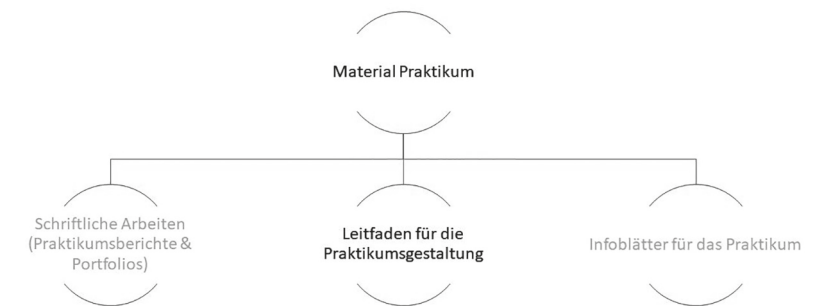 Material Praktikum
Schriftliche Arbeiten
(Praktikumsberichte &
Portfolios)
Leitfaden für die
Praktikumsgestaltung
Infoblätter für das Praktikum